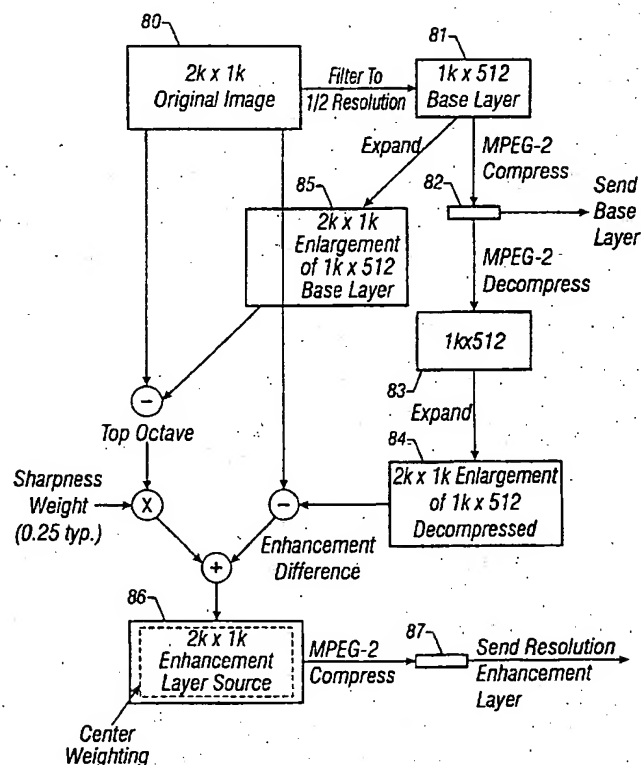 80
2k x 1k
Original Image
Filter To
1/2 Resolution
81
1k x 512
Base Layer
Expand
MPEG-2
Compress
82
Send
Base
Layer
85
2k x 1k
Enlargement
of 1k x 512
Base Layer
MPEG-2
Decompress
1kx512
83
Expand
−
Top Octave
84
2k x 1k Enlargement
of 1k x 512
Decompressed
Sharpness
Weight
(0.25 typ.)
X
−
Enhancement
Difference
+
86
2k x 1k
Enhancement
Layer Source
MPEG-2
Compress
87
Send Resolution
Enhancement
Layer
Center
Weighting